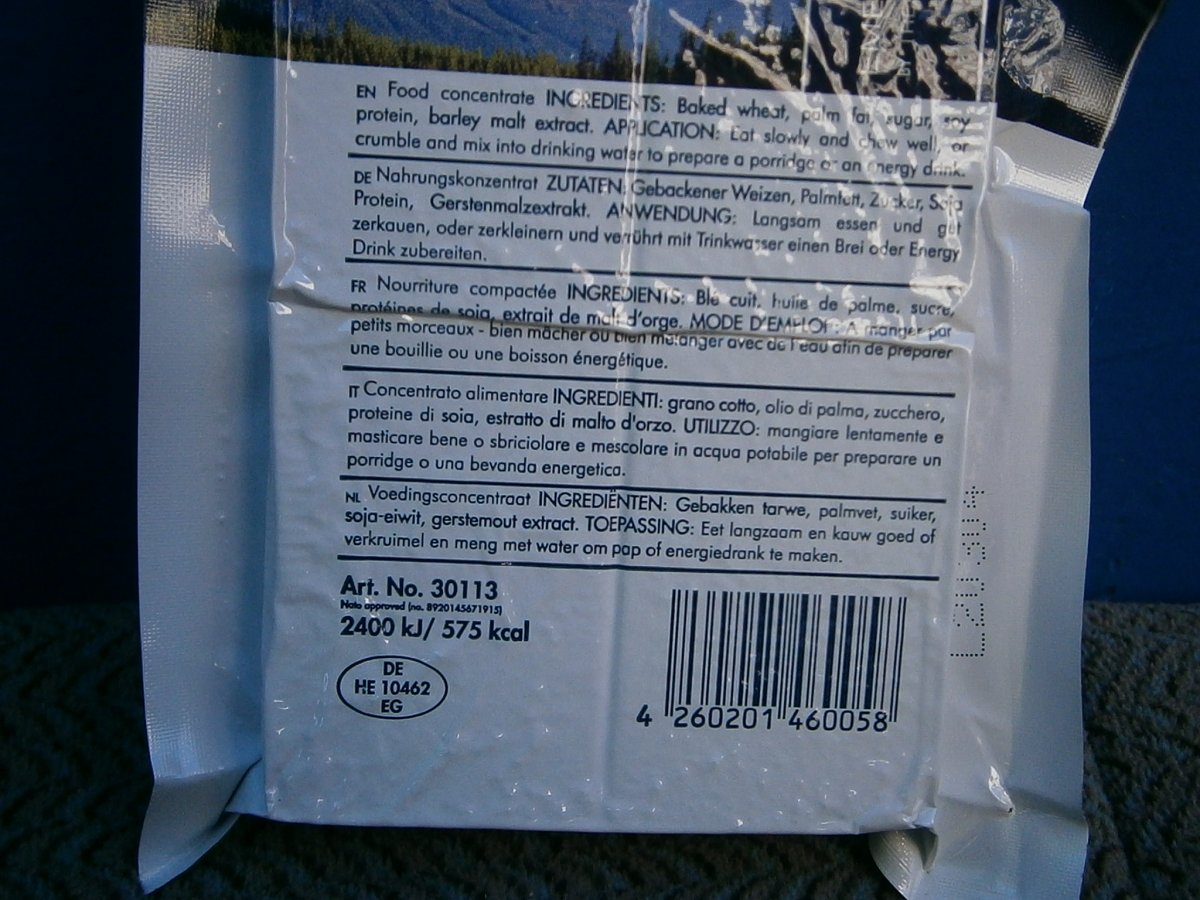 EN Food concentrate INGREDIENTS: Baked wheat, palm fat, sugar, soy
protein, barley malt extract. APPLICATION: Eat slowly and chew well, or
crumble and mix into drinking water to prepare a porridge or an energy drink.
DE Nahrungskonzentrat ZUTATEN: Gebackener Weizen, Palmfett, Zucker, Soja
Protein, Gerstenmalzextrakt. ANWENDUNG: Langsam essen und gut
zerkauen, oder zerkleinern und verrührt mit Trinkwasser einen Brei oder Energy
Drink zubereiten.
FR Nourriture compactée INGREDIENTS: Blé cuit, huile de palme, sucre,
protéines de soia, extrait de malt d'orge. MODE D'EMPLOI : A manger par
petits morceaux - bien mâcher ou bien mélanger avec de l'eau afin de préparer
une bouillie ou une boisson énergétique.
IT Concentrato alimentare INGREDIENTI: grano cotto, olio di palma, zucchero,
proteine di soia, estratto di malto d'orzo. UTILIZZO: mangiare lentamente e
masticare bene o sbriciolare e mescolare in acqua potabile per preparare un
porridge o una bevanda energetica.
NL Voedingsconcentraat INGREDIËNTEN: Gebakken tarwe, palmvet, suiker,
soja-eiwit, gerstemout extract. TOEPASSING: Eet langzaam en kauw goed of
verkruimel en meng met water om pap of energiedrank te maken.
Art. No. 30113
Nato approved (no. 8920145671915)
2400 kJ/ 575 kcal
DE
HE 10462
EG
4 260201 460058